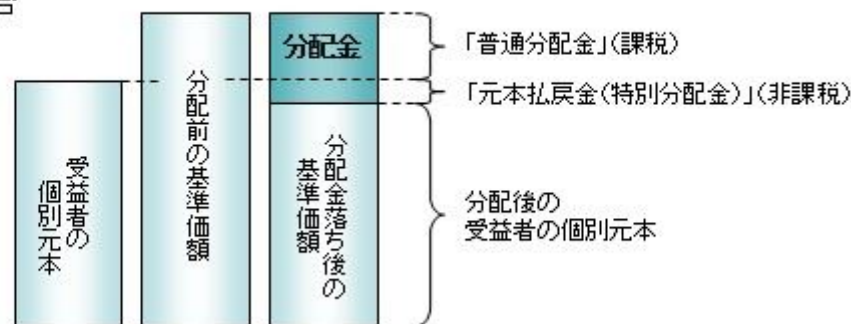 分配金
「普通分配金」(課税)
「元本払戻金(特別分配金)」(非課税)
受益者の
個別元本
分配前の基準価額
分配金落ち後の
基準価額
分配後の
受益者の個別元本